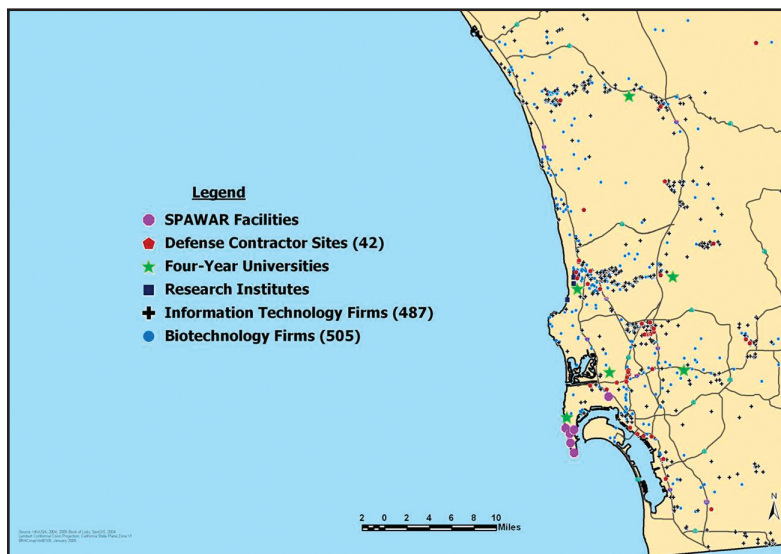 Legend
SPAWAR Facilities
Defense Contractor Sites (42)
Four-Year Universities
Research Institutes
Information Technology Firms (487)
Biotechnology Firms (505)
2 0 2 4 6 8 10
Miles
N